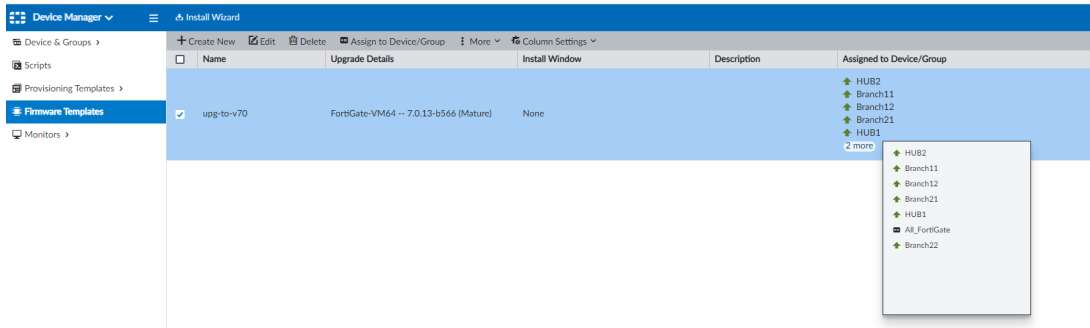 Device Manager
Install Wizard
Device & Groups
Scripts
Provisioning Templates
Firmware Templates
Monitors
Create New Edit Delete Assign to Device/Group More Column Settings
Name Upgrade Details Install Window Description Assigned to Device/Group
upg-to-v70 FortiGate-VM64 -- 7.0.13-b566 (Mature) None
HUB2
Branch11
Branch12
Branch21
HUB1
2 more
HUB2
Branch11
Branch12
Branch21
HUB1
All_FortiGate
Branch22